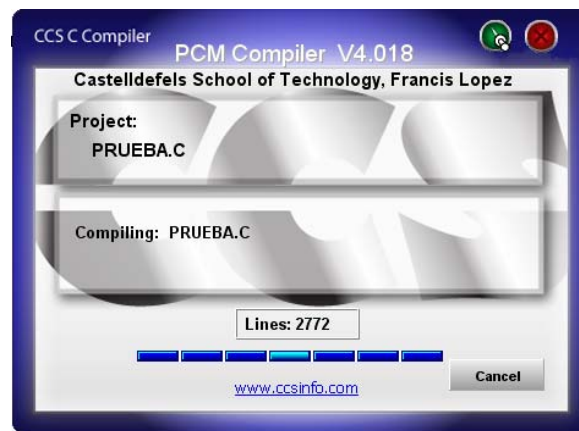 CCS C Compiler
PCM Compiler V4.018
Castelldefels School of Technology, Francis Lopez
Project:
PRUEBA.C
Compiling: PRUEBA.C
Lines: 2772
www.ccsinfo.com
Cancel